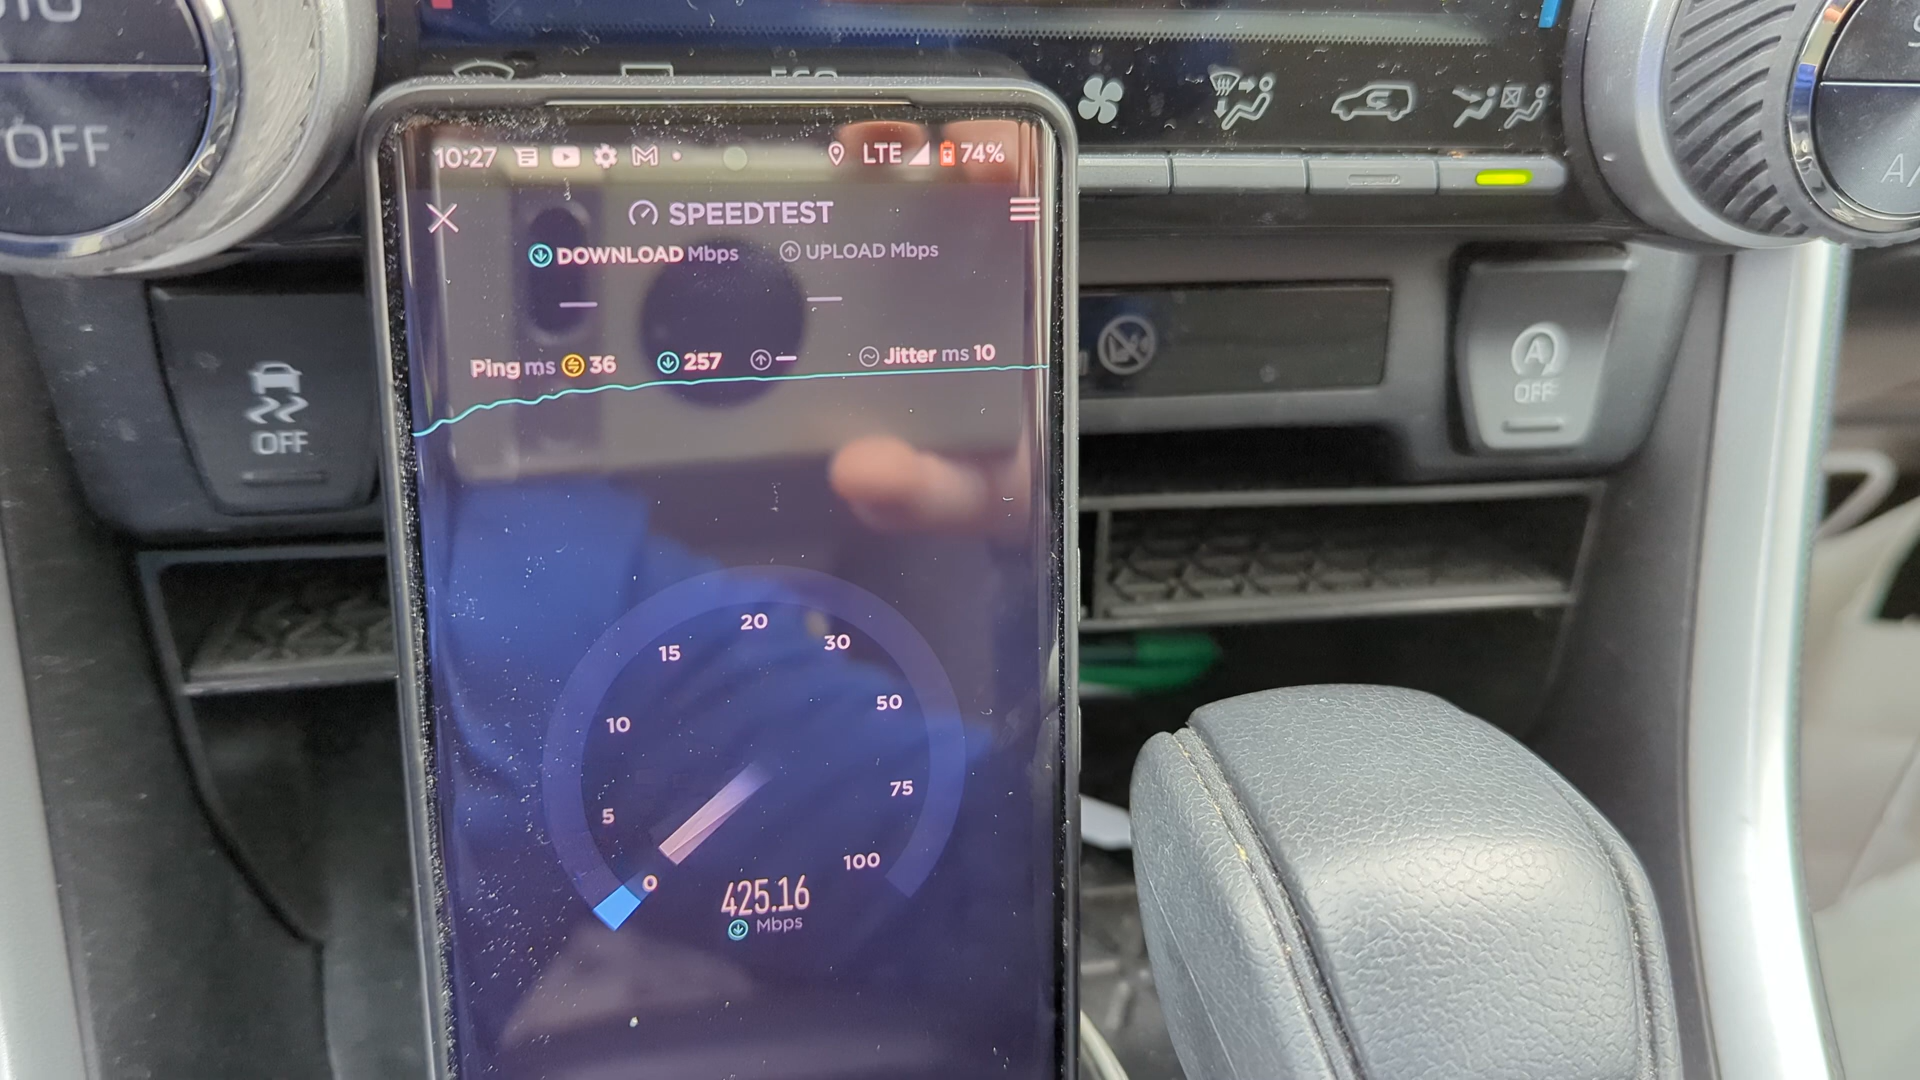 OFF
10:27 LTE 74%
SPEEDTEST
DOWNLOAD Mbps UPLOAD Mbps
— —
Ping ms 36 257 — Jitter ms 10
A
OFF
OFF
20
15 30
10 50
5 75
0 100
425.16
Mbps